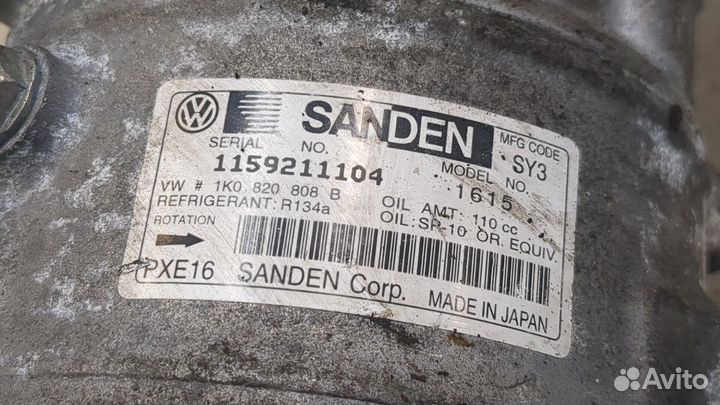 VW SANDEN MFG CODE
SERIAL NO. SY3
1159211104 MODEL NO.
VW # 1K0 820 808 B 1615
REFRIGERANT: R134a OIL AMT: 110 cc
ROTATION OIL: SP-10 OR. EQUIV.
PXE16 SANDEN Corp. MADE IN JAPAN
Avito